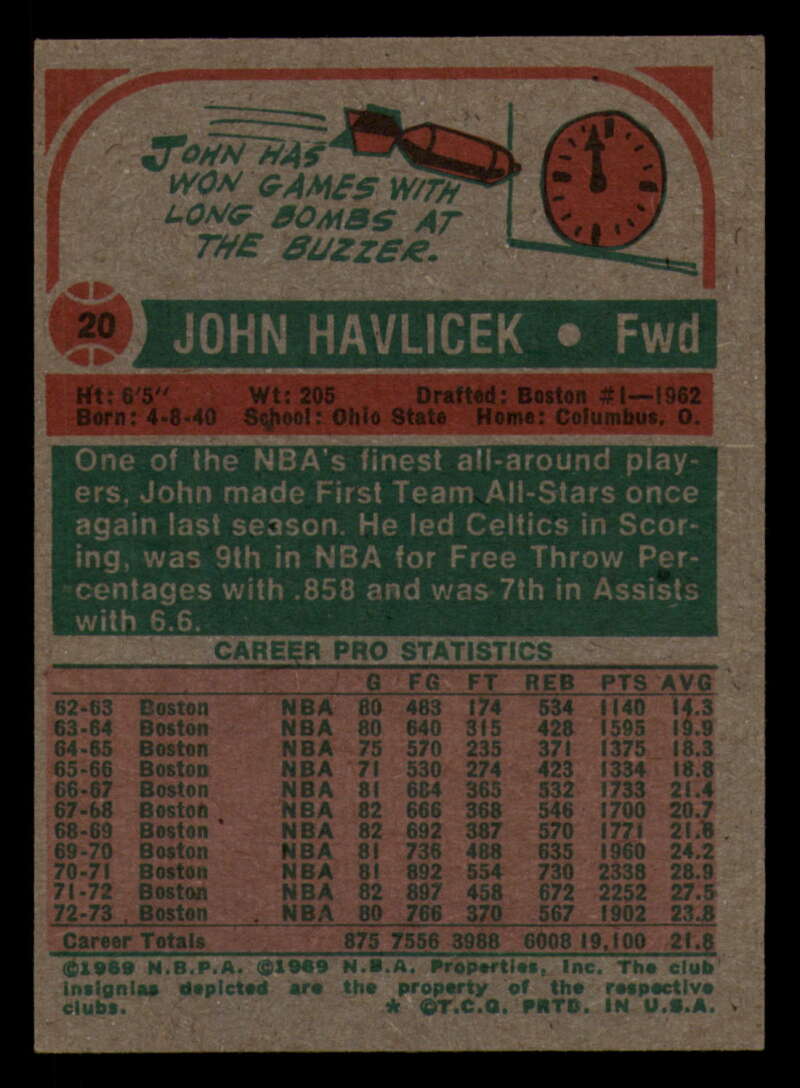 JOHN HAS
WON GAMES WITH
LONG BOMBS AT
THE BUZZER.
20 JOHN HAVLICEK • Fwd
Ht: 6'5" Wt: 205 Drafted: Boston #1—1962
Born: 4-8-40 School: Ohio State Home: Columbus, O.
One of the NBA's finest all-around play-
ers, John made First Team All-Stars once
again last season. He led Celtics in Scor-
ing, was 9th in NBA for Free Throw Per-
centages with .858 and was 7th in Assists
with 6.6.
CAREER PRO STATISTICS
G FG FT REB PTS AVG
62-63 Boston NBA 80 483 174 534 1140 14.3
63-64 Boston NBA 80 640 315 428 1595 19.9
64-65 Boston NBA 75 570 235 371 1375 18.3
65-66 Boston NBA 71 530 274 423 1334 18.8
66-67 Boston NBA 81 684 365 532 1733 21.4
67-68 Boston NBA 82 666 368 546 1700 20.7
68-69 Boston NBA 82 692 387 570 1771 21.6
69-70 Boston NBA 81 736 488 635 1960 24.2
70-71 Boston NBA 81 892 554 730 2338 28.9
71-72 Boston NBA 82 897 458 672 2252 27.5
72-73 Boston NBA 80 766 370 567 1902 23.8
Career Totals 875 7556 3988 6008 19,100 21.8
©1969 N.B.P.A. ©1969 N.B.A. Properties, Inc. The club
insignias depicted are the property of the respective
clubs. * ©T.C.G. PRTD. IN U.S.A.